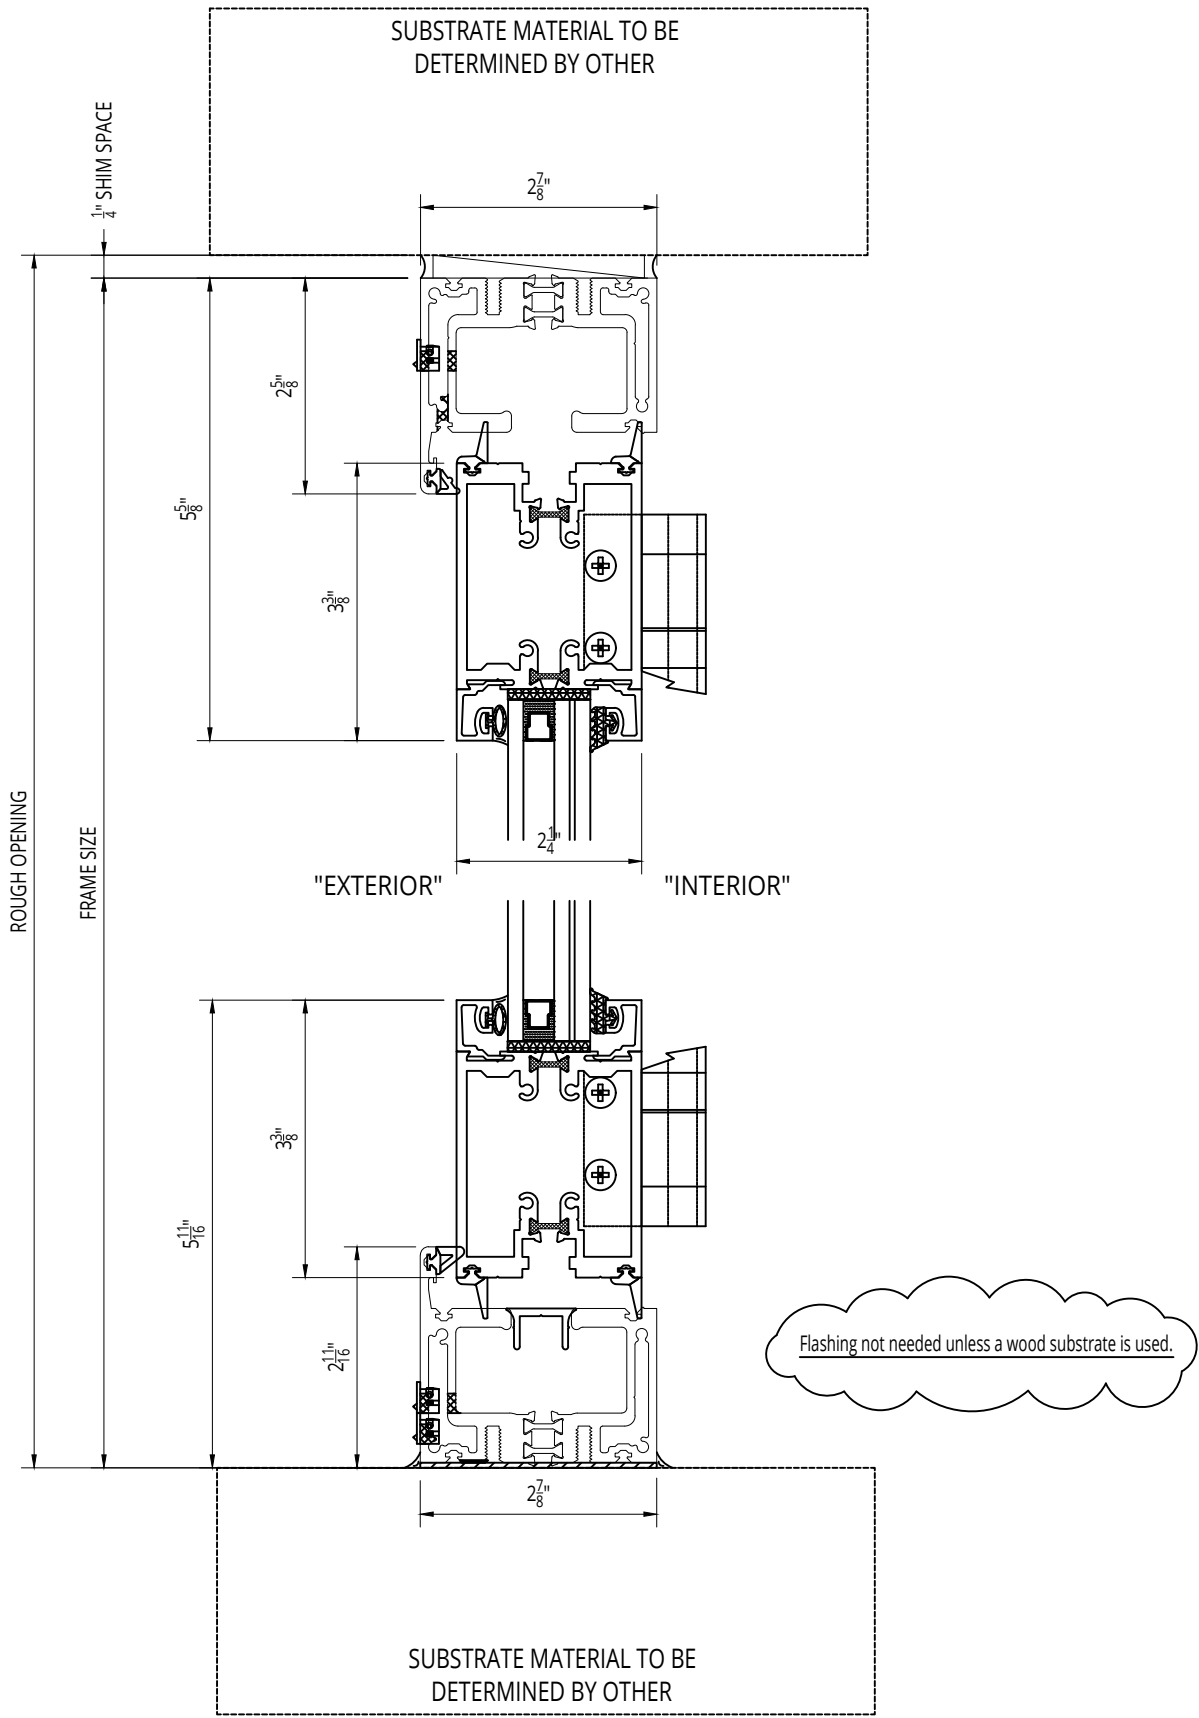 SUBSTRATE MATERIAL TO BE
DETERMINED BY OTHER
1/4" SHIM SPACE
2 7/8"
2 5/8"
5 5/8"
3 3/8"
2 1/4"
ROUGH OPENING
FRAME SIZE
"EXTERIOR"
"INTERIOR"
3 3/8"
5 11/16"
2 11/16"
Flashing not needed unless a wood substrate is used.
2 7/8"
SUBSTRATE MATERIAL TO BE
DETERMINED BY OTHER